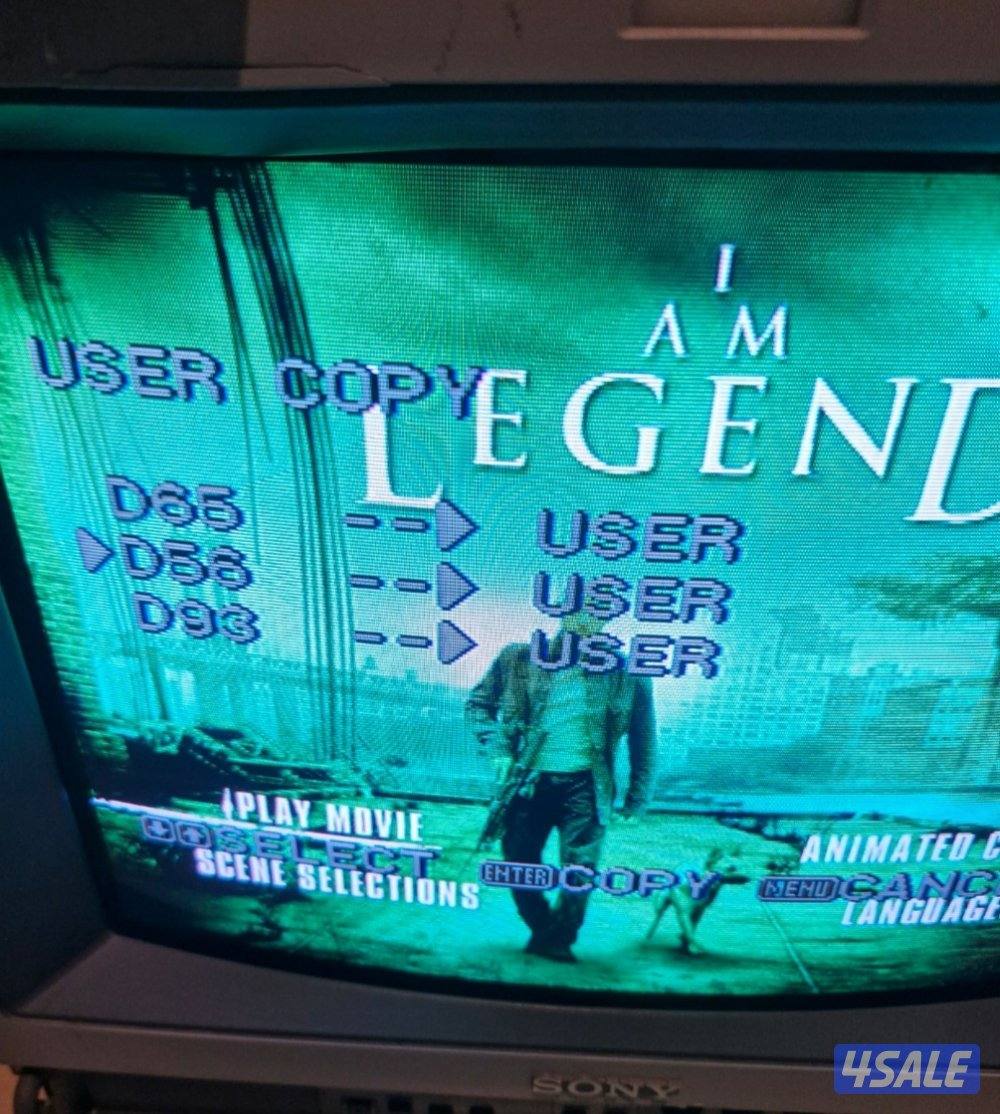 I
AM
LEGEND
USER COPY
D65 --▶ USER
▶D56 --▶ USER
D93 --▶ USER
PLAY MOVIE
SELECT
SCENE SELECTIONS
ENTER COPY
MENU CANC
ANIMATED C
LANGUAGE
SONY
4SALE